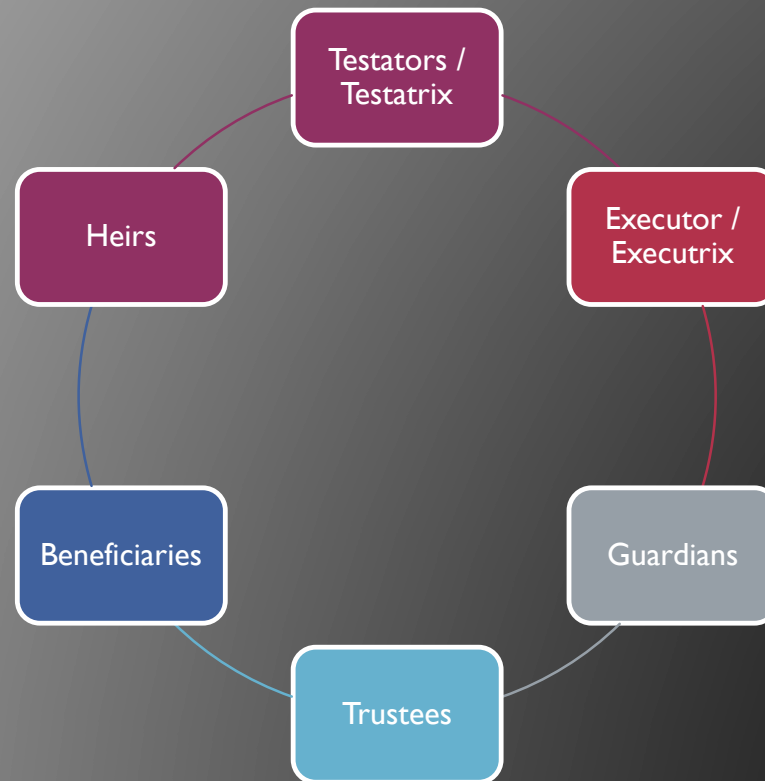 Testators /
Testatrix
Executor /
Executrix
Guardians
Trustees
Beneficiaries
Heirs